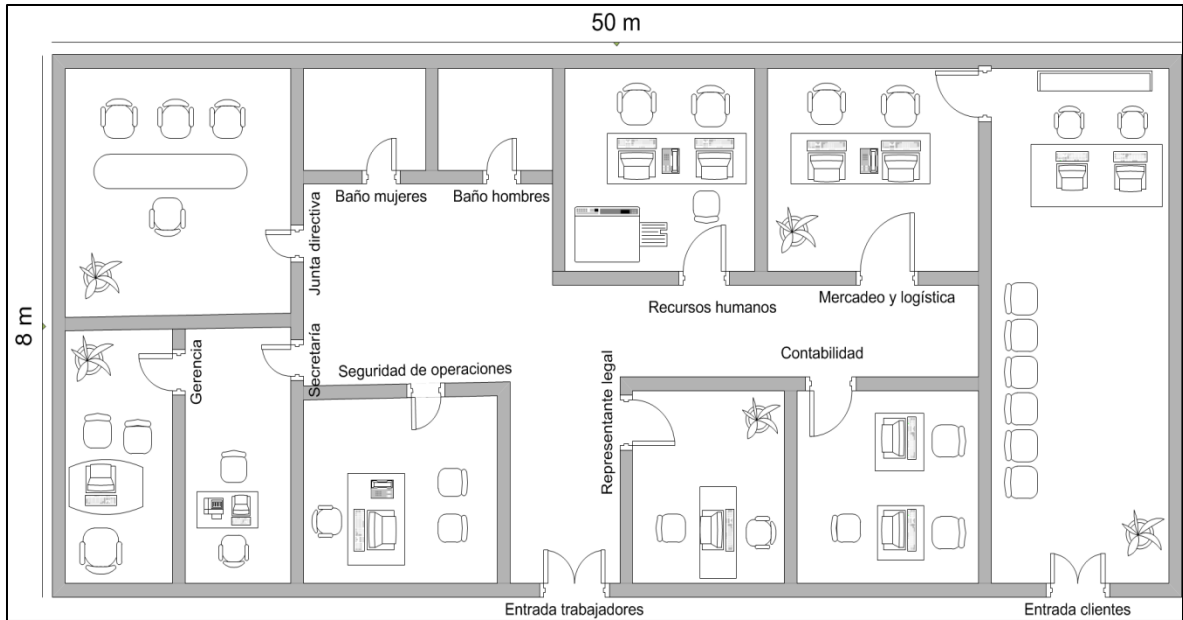 50 m
8 m
Baño mujeres
Baño hombres
Junta directiva
Recursos humanos
Mercadeo y logística
Secretaría
Gerencia
Seguridad de operaciones
Contabilidad
Representante legal
Entrada trabajadores
Entrada clientes